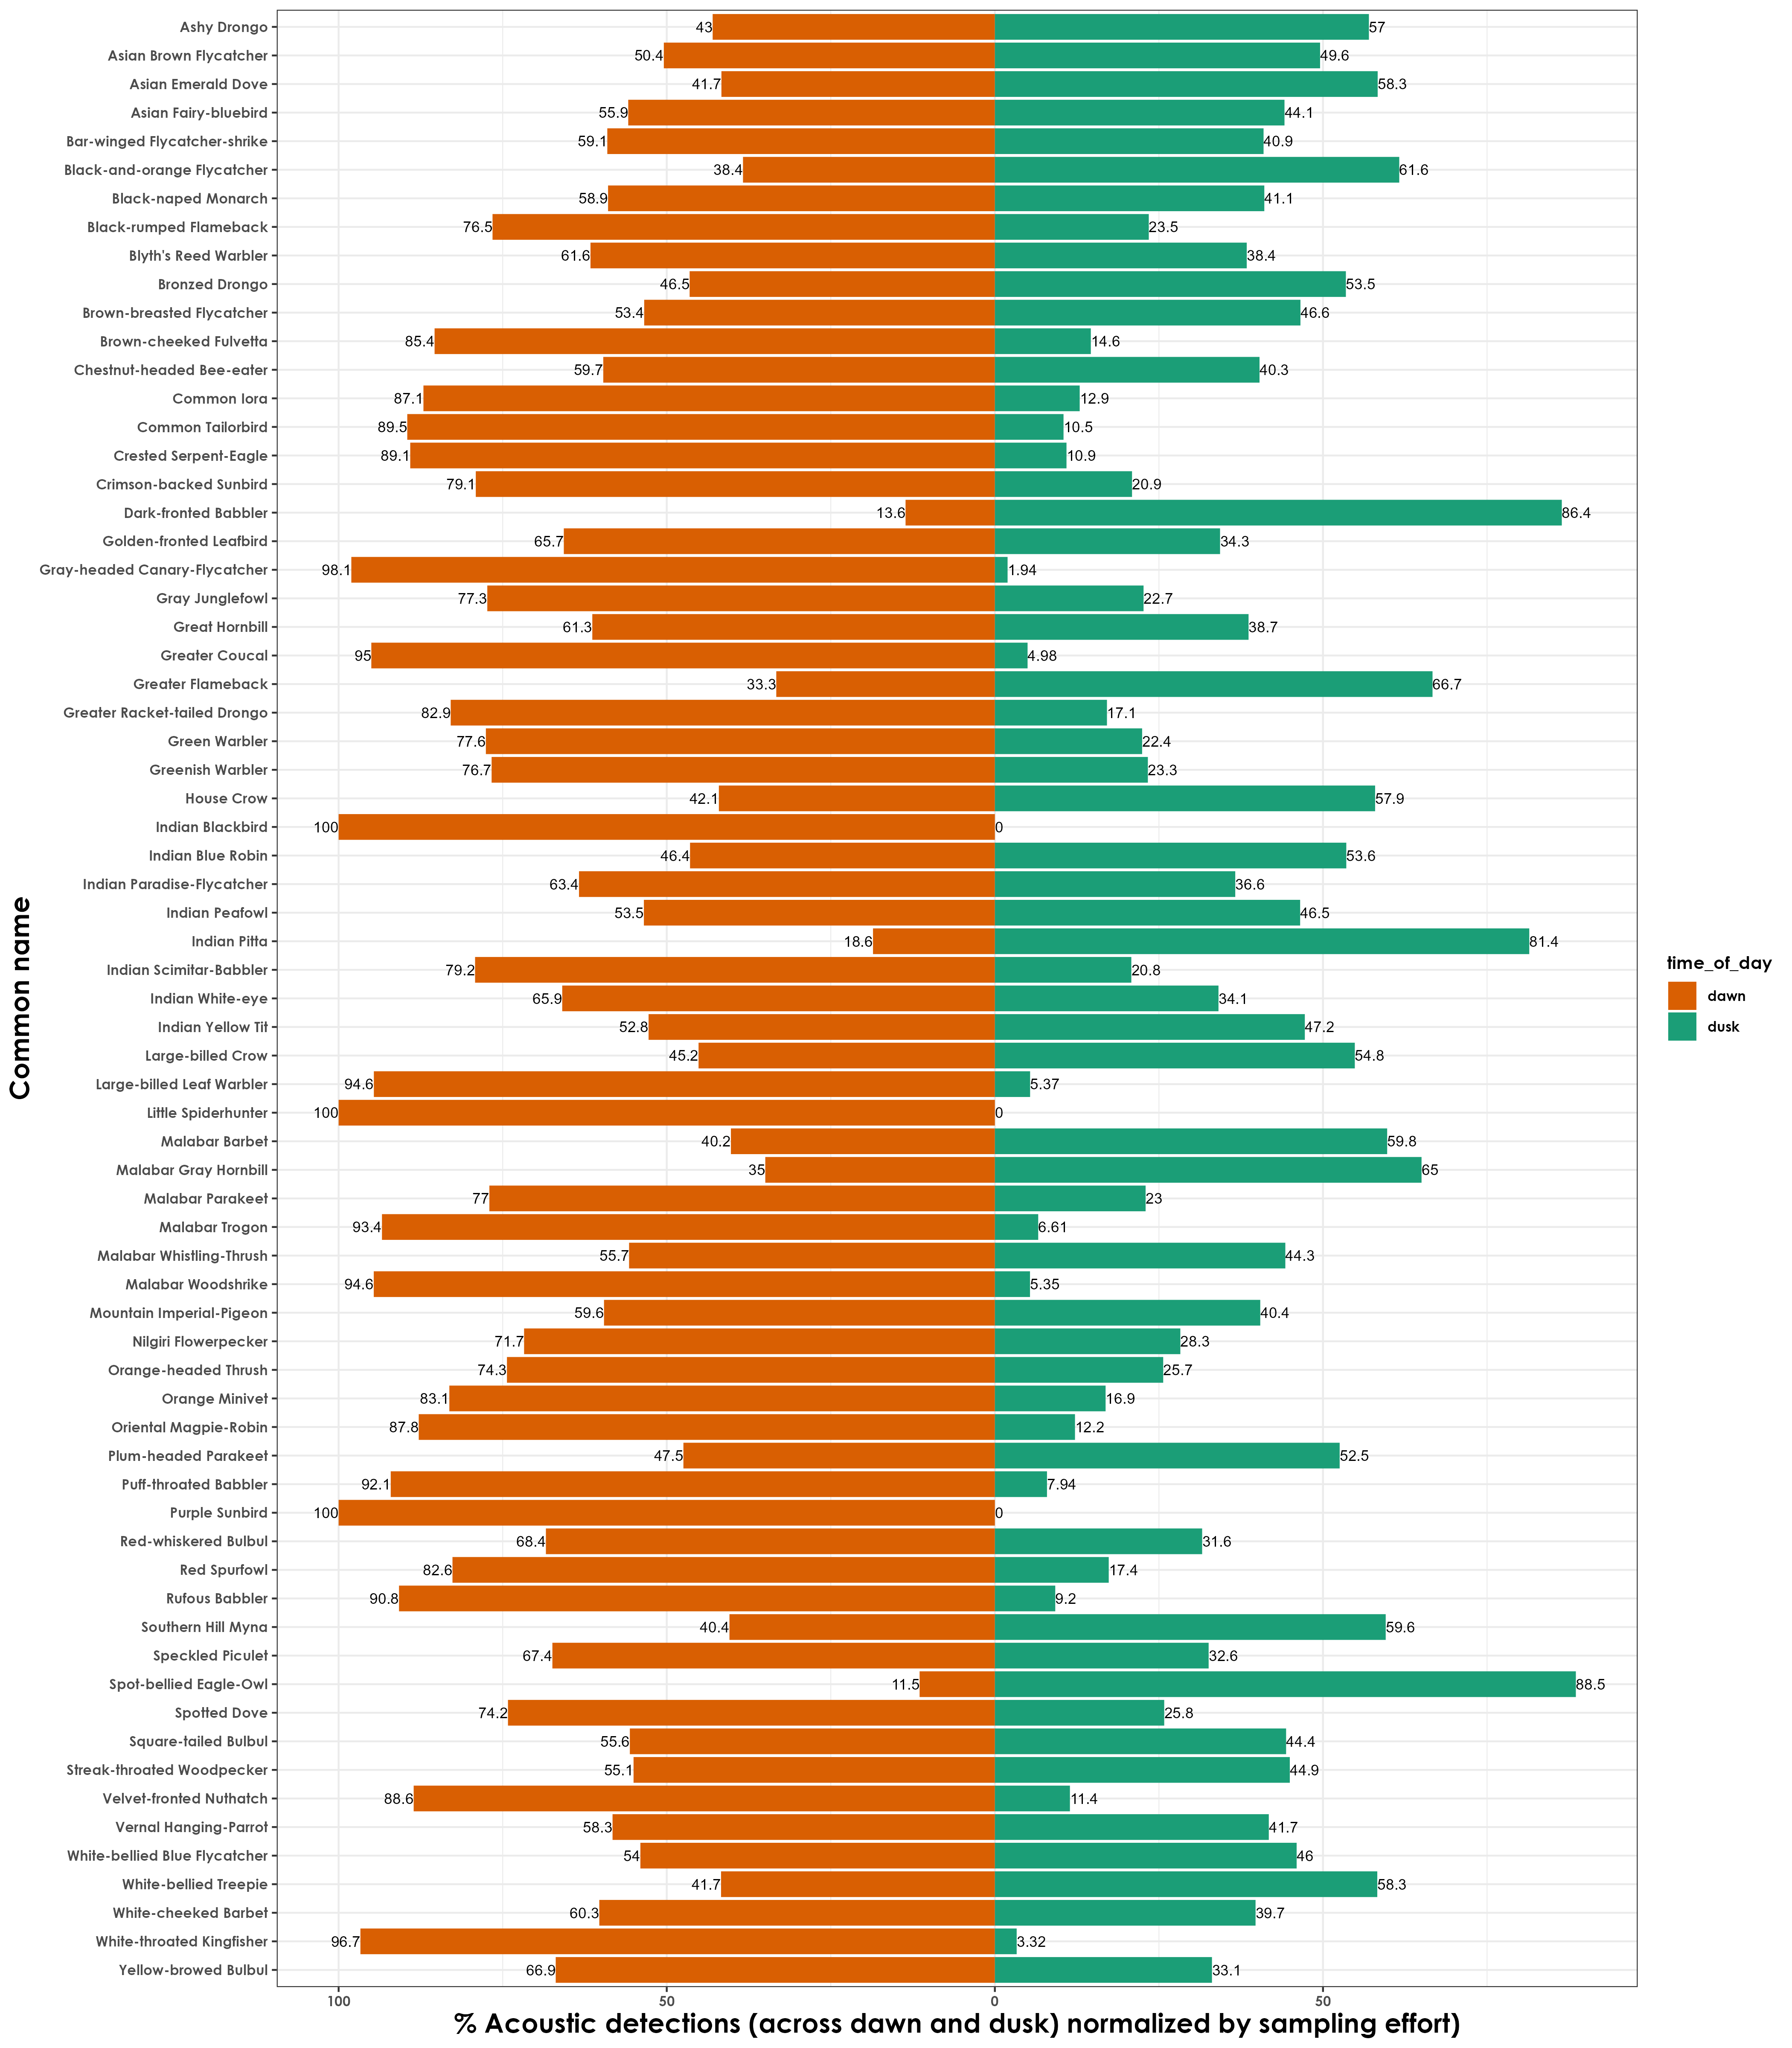 Ashy Drongo 43 57
Asian Brown Flycatcher 50.4 49.6
Asian Emerald Dove 41.7 58.3
Asian Fairy-bluebird 55.9 44.1
Bar-winged Flycatcher-shrike 59.1 40.9
Black-and-orange Flycatcher 38.4 61.6
Black-naped Monarch 58.9 41.1
Black-rumped Flameback 76.5 23.5
Blyth's Reed Warbler 61.6 38.4
Bronzed Drongo 46.5 53.5
Brown-breasted Flycatcher 53.4 46.6
Brown-cheeked Fulvetta 85.4 14.6
Chestnut-headed Bee-eater 59.7 40.3
Common Iora 87.1 12.9
Common Tailorbird 89.5 10.5
Crested Serpent-Eagle 89.1 10.9
Crimson-backed Sunbird 79.1 20.9
Dark-fronted Babbler 13.6 86.4
Golden-fronted Leafbird 65.7 34.3
Gray-headed Canary-Flycatcher 98.1 1.94
Gray Junglefowl 77.3 22.7
Great Hornbill 61.3 38.7
Greater Coucal 95 4.98
Greater Flameback 33.3 66.7
Greater Racket-tailed Drongo 82.9 17.1
Green Warbler 77.6 22.4
Greenish Warbler 76.7 23.3
House Crow 42.1 57.9
Indian Blackbird 100 0
Indian Blue Robin 46.4 53.6
Indian Paradise-Flycatcher 63.4 36.6
Indian Peafowl 53.5 46.5
Indian Pitta 18.6 81.4
Indian Scimitar-Babbler 79.2 20.8
Indian White-eye 65.9 34.1
Indian Yellow Tit 52.8 47.2
Large-billed Crow 45.2 54.8
Large-billed Leaf Warbler 94.6 5.37
Little Spiderhunter 100 0
Malabar Barbet 40.2 59.8
Malabar Gray Hornbill 35 65
Malabar Parakeet 77 23
Malabar Trogon 93.4 6.61
Malabar Whistling-Thrush 55.7 44.3
Malabar Woodshrike 94.6 5.35
Mountain Imperial-Pigeon 59.6 40.4
Nilgiri Flowerpecker 71.7 28.3
Orange-headed Thrush 74.3 25.7
Orange Minivet 83.1 16.9
Oriental Magpie-Robin 87.8 12.2
Plum-headed Parakeet 47.5 52.5
Puff-throated Babbler 92.1 7.94
Purple Sunbird 100 0
Red-whiskered Bulbul 68.4 31.6
Red Spurfowl 82.6 17.4
Rufous Babbler 90.8 9.2
Southern Hill Myna 40.4 59.6
Speckled Piculet 67.4 32.6
Spot-bellied Eagle-Owl 11.5 88.5
Spotted Dove 74.2 25.8
Square-tailed Bulbul 55.6 44.4
Streak-throated Woodpecker 55.1 44.9
Velvet-fronted Nuthatch 88.6 11.4
Vernal Hanging-Parrot 58.3 41.7
White-bellied Blue Flycatcher 54 46
White-bellied Treepie 41.7 58.3
White-cheeked Barbet 60.3 39.7
White-throated Kingfisher 96.7 3.32
Yellow-browed Bulbul 66.9 33.1
100 50 0 50
% Acoustic detections (across dawn and dusk) normalized by sampling effort)
Common name
time_of_day
dawn
dusk